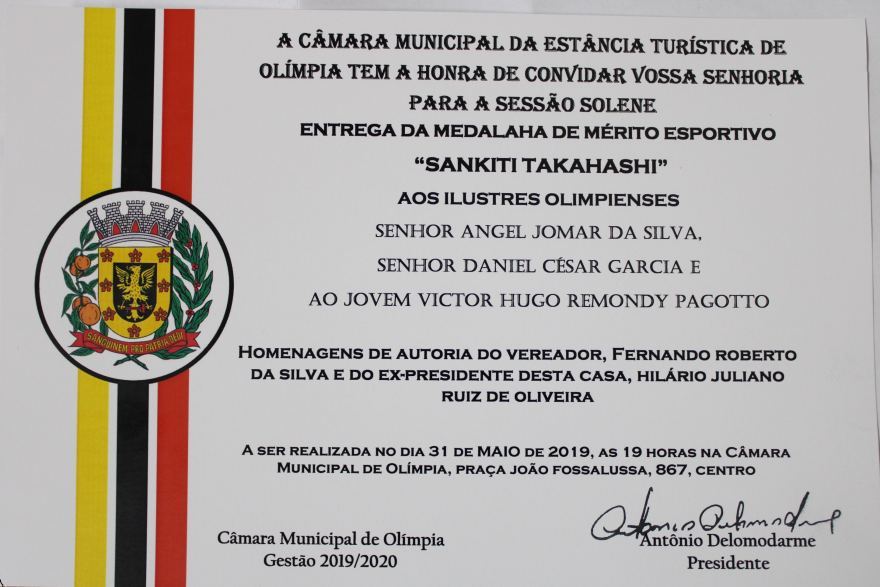 A CÂMARA MUNICIPAL DA ESTÂNCIA TURÍSTICA DE
OLÍMPIA TEM A HONRA DE CONVIDAR VOSSA SENHORIA
PARA A SESSÃO SOLENE
ENTREGA DA MEDALAHA DE MÉRITO ESPORTIVO
“SANKITI TAKAHASHI”
AOS ILUSTRES OLIMPIENSES
SENHOR ANGEL JOMAR DA SILVA,
SENHOR DANIEL CÉSAR GARCIA E
AO JOVEM VICTOR HUGO REMONDY PAGOTTO
SANGUINEM PRO PATRIA DEDI
HOMENAGENS DE AUTORIA DO VEREADOR, FERNANDO ROBERTO
DA SILVA E DO EX-PRESIDENTE DESTA CASA, HILÁRIO JULIANO
RUIZ DE OLIVEIRA
A SER REALIZADA NO DIA 31 DE MAIO DE 2019, AS 19 HORAS NA CÂMARA
MUNICIPAL DE OLÍMPIA, PRAÇA JOÃO FOSSALUSSA, 867, CENTRO
Câmara Municipal de Olímpia
Gestão 2019/2020
Antônio Delomodarme
Antônio Delomodarme
Presidente